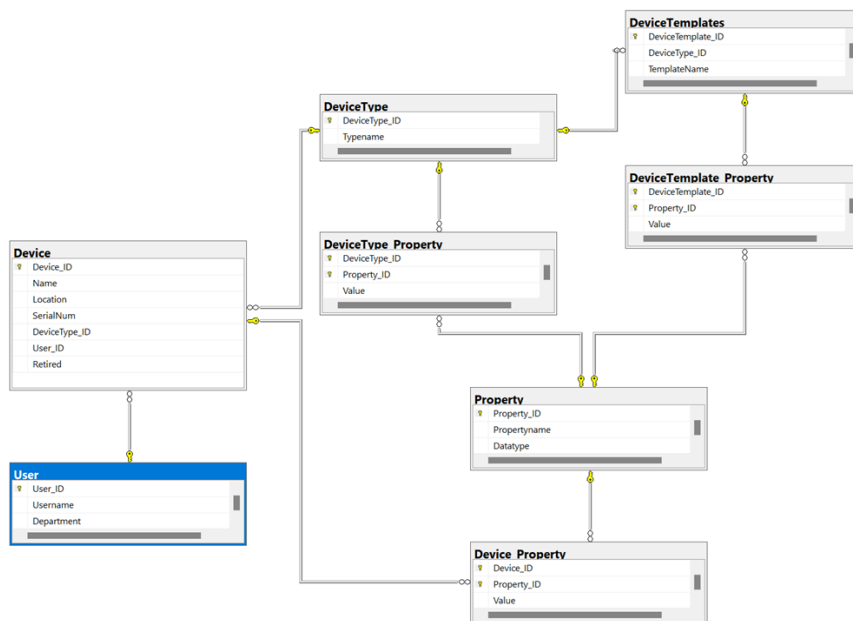 DeviceTemplates
DeviceTemplate_ID
DeviceType_ID
TemplateName
DeviceType
DeviceType_ID
Typename
DeviceTemplate_Property
DeviceTemplate_ID
Property_ID
Value
DeviceType_Property
DeviceType_ID
Property_ID
Value
Device
Device_ID
Name
Location
SerialNum
DeviceType_ID
User_ID
Retired
Property
Property_ID
Propertyname
Datatype
User
User_ID
Username
Department
Device_Property
Device_ID
Property_ID
Value